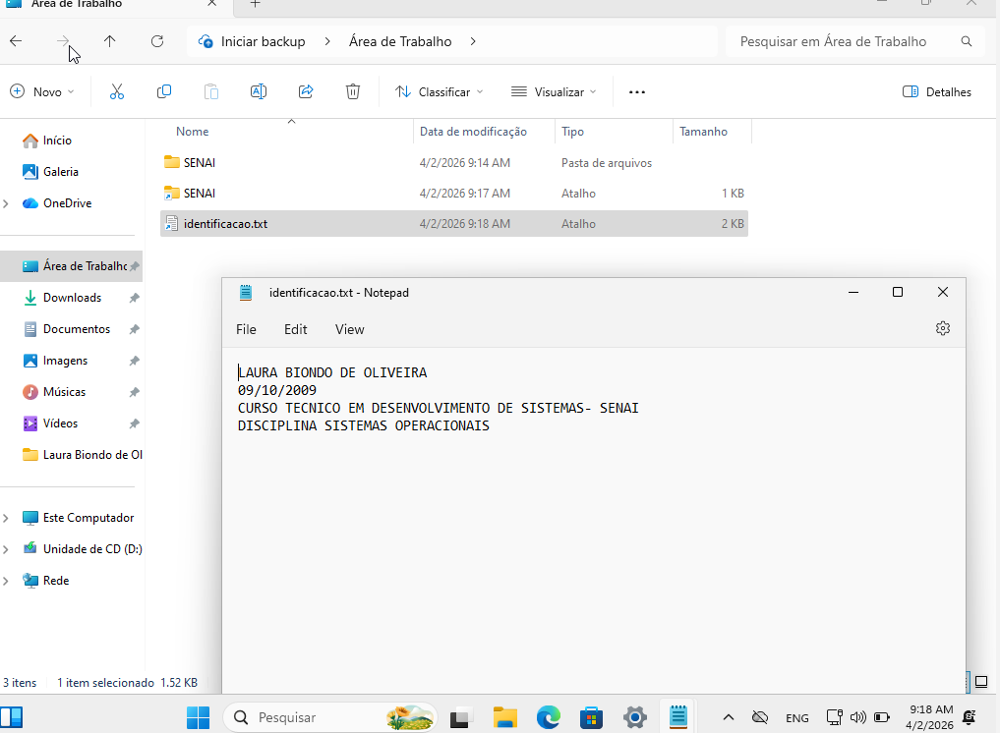 Área de Trabalho
Iniciar backup > Área de Trabalho >
Pesquisar em Área de Trabalho
Novo
Classificar
Visualizar
Detalhes
Nome Data de modificação Tipo Tamanho
SENAI 4/2/2026 9:14 AM Pasta de arquivos
SENAI 4/2/2026 9:17 AM Atalho 1 KB
identificacao.txt 4/2/2026 9:18 AM Atalho 2 KB
Início
Galeria
OneDrive
Área de Trabalho
Downloads
Documentos
Imagens
Músicas
Vídeos
Laura Biondo de Ol
Este Computador
Unidade de CD (D:)
Rede
identificacao.txt - Notepad
File Edit View
LAURA BIONDO DE OLIVEIRA
09/10/2009
CURSO TECNICO EM DESENVOLVIMENTO DE SISTEMAS- SENAI
DISCIPLINA SISTEMAS OPERACIONAIS
3 itens 1 item selecionado 1.52 KB
Pesquisar
ENG
9:18 AM
4/2/2026